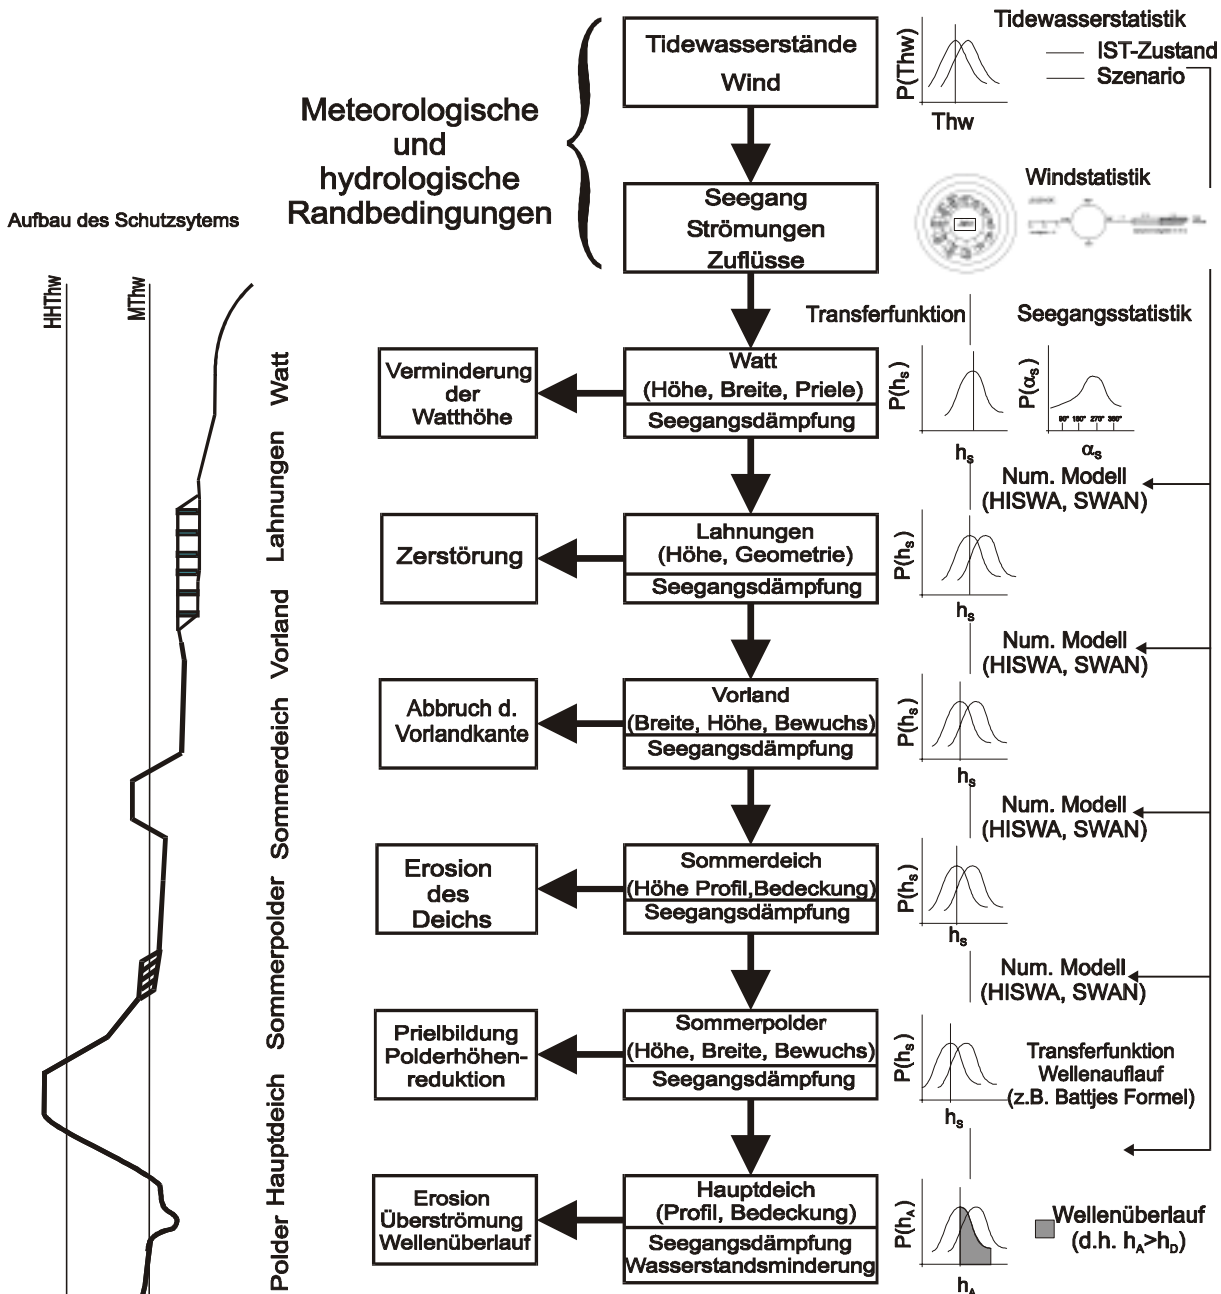 Tidewasserstände
Wind
P(Thw)
Thw
Tidewasserstatistik
IST-Zustand
Szenario
Meteorologische
und
hydrologische
Randbedingungen
Seegang
Strömungen
Zuflüsse
Windstatistik
Aufbau des Schutzsytems
HHThw
MThw
Watt
Lahnungen
Vorland
Sommerdeich
Sommerpolder
Hauptdeich
Polder
Transferfunktion
Seegangsstatistik
Verminderung
der
Watthöhe
Watt
(Höhe, Breite, Priele)
Seegangsdämpfung
P(hs)
hs
P(αs)
90° 180° 270° 360°
αs
Num. Modell
(HISWA, SWAN)
Zerstörung
Lahnungen
(Höhe, Geometrie)
Seegangsdämpfung
P(hs)
hs
Num. Modell
(HISWA, SWAN)
Abbruch d.
Vorlandkante
Vorland
(Breite, Höhe, Bewuchs)
Seegangsdämpfung
P(hs)
hs
Num. Modell
(HISWA, SWAN)
Erosion
des
Deichs
Sommerdeich
(Höhe Profil,Bedeckung)
Seegangsdämpfung
P(hs)
hs
Num. Modell
(HISWA, SWAN)
Prielbildung
Polderhöhen-
reduktion
Sommerpolder
(Höhe, Breite, Bewuchs)
Seegangsdämpfung
P(hs)
hs
Transferfunktion
Wellenauflauf
(z.B. Battjes Formel)
Erosion
Überströmung
Wellenüberlauf
Hauptdeich
(Profil, Bedeckung)
Seegangsdämpfung
Wasserstandsminderung
P(hA)
hA
Wellenüberlauf
(d.h. hA>hD)